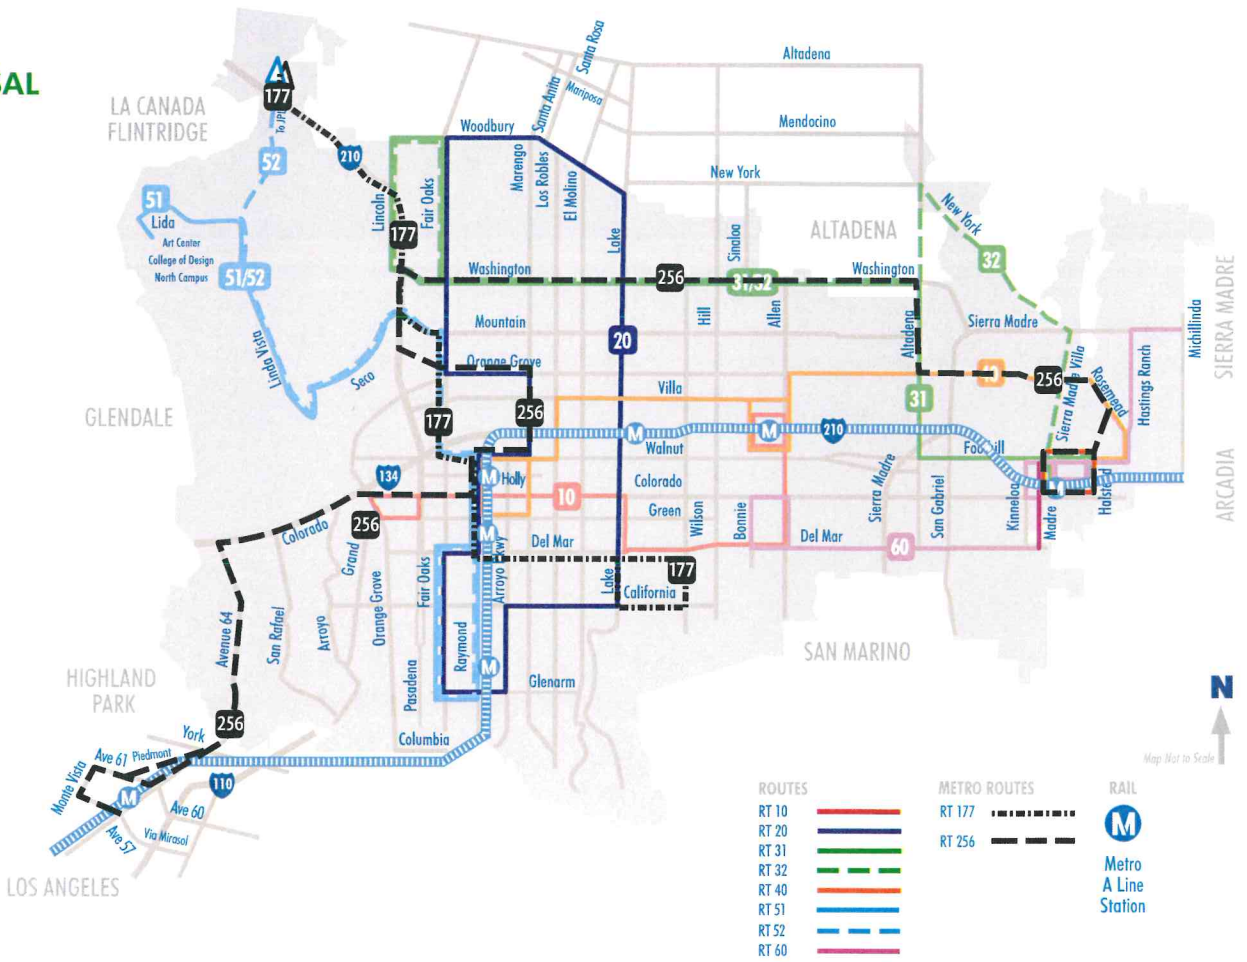 SAL
LA CANADA
FLINTRIDGE
177
To JPL
52
210
51
Lida
Art Center
College of Design
North Campus
51/52
Linda Vista
Seco
Lincoln
Fair Oaks
177
Woodbury
Marengo
Santa Anita
Los Robles
El Molino
Santa Rosa
Mariposa
Altadena
Mendocino
New York
Lake
Sinaloa
ALTADENA
New York
32
Washington
256
31/32
Washington
Mountain
Hill
Allen
Altadena
Sierra Madre
Michillinda
SIERRA MADRE
20
Orange Grove
Villa
40
256
Sierra Madre Villa
Rosemead
Hastings Ranch
GLENDALE
177
256
M
M
210
31
Foothill
Walnut
134
M
Holly
Colorado
10
Green
Wilson
Bonnie
Sierra Madre
San Gabriel
Kinneloa
Madre
M
Halstead
ARCADIA
256
Colorado
Grand
M
Del Mar
Del Mar
60
Orange Grove
Fair Oaks
Arroyo Pkwy
Lake
177
California
Avenue 64
San Rafael
Arroyo
Pasadena
Raymond
M
Glenarm
SAN MARINO
HIGHLAND
PARK
256
York
Columbia
Ave 61
Piedmont
Monte Vista
M
110
Ave 60
Ave 57
Via Mirasol
LOS ANGELES
N
Map Not to Scale
ROUTES
RT 10
RT 20
RT 31
RT 32
RT 40
RT 51
RT 52
RT 60
METRO ROUTES
RT 177
RT 256
RAIL
M
Metro
A Line
Station